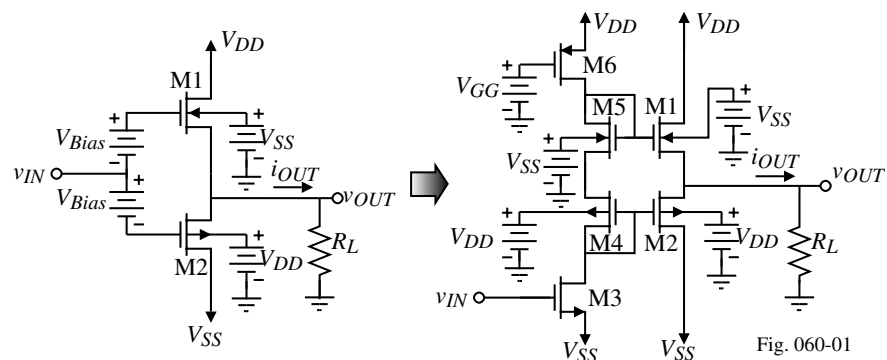 VDD
M1
VBias
VSS
vIN
VBias
iOUT
vOUT
M2
VDD
RL
VSS
VDD
VDD
M6
VGG
M5
M1
VSS
VSS
iOUT
vOUT
M4
M2
VDD
VDD
RL
vIN
M3
VSS
VSS
Fig. 060-01